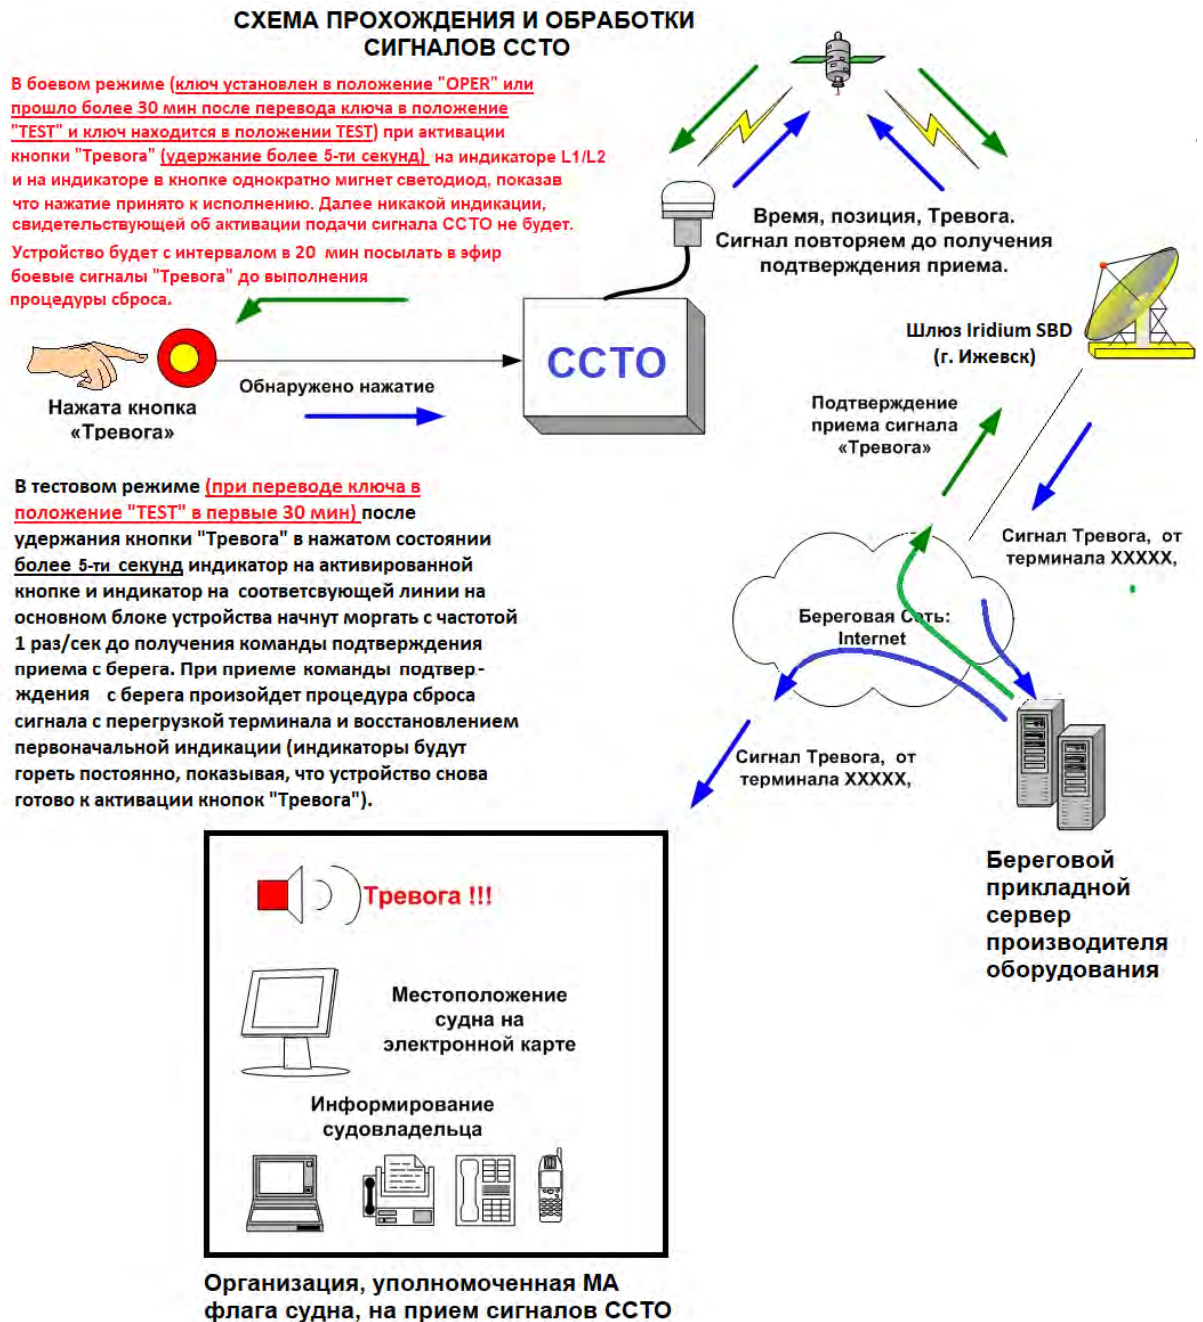 СХЕМА ПРОХОЖДЕНИЯ И ОБРАБОТКИ
СИГНАЛОВ ССТО
В боевом режиме (ключ установлен в положение "OPER" или
прошло более 30 мин после перевода ключа в положение
"TEST" и ключ находится в положении TEST) при активации
кнопки "Тревога" (удержание более 5-ти секунд) на индикаторе L1/L2
и на индикаторе в кнопке однократно мигнет светодиод, показав
что нажатие принято к исполнению. Далее никакой индикации,
свидетельствующей об активации подачи сигнала ССТО не будет.
Устройство будет с интервалом в 20 мин посылать в эфир
боевые сигналы "Тревога" до выполнения
процедуры сброса.
Время, позиция, Тревога.
Сигнал повторяем до получения
подтверждения приема.
Шлюз Iridium SBD
(г. Ижевск)
ССТО
Обнаружено нажатие
Нажата кнопка
«Тревога»
Подтверждение
приема сигнала
«Тревога»
В тестовом режиме (при переводе ключа в
положение "TEST" в первые 30 мин) после
удержания кнопки "Тревога" в нажатом состоянии
более 5-ти секунд индикатор на активированной
кнопке и индикатор на соответсвующей линии на
основном блоке устройства начнут моргать с частотой
1 раз/сек до получения команды подтверждения
приема с берега. При приеме команды подтвер-
ждения с берега произойдет процедура сброса
сигнала с перегрузкой терминала и восстановлением
первоначальной индикации (индикаторы будут
гореть постоянно, показывая, что устройство снова
готово к активации кнопок "Тревога").
Сигнал Тревога, от
терминала XXXXX,
Береговая Сеть:
Internet
Сигнал Тревога, от
терминала XXXXX,
Береговой
прикладной
сервер
производителя
оборудования
Тревога !!!
Местоположение
судна на
электронной карте
Информирование
судовладельца
Организация, уполномоченная МА
флага судна, на прием сигналов ССТО